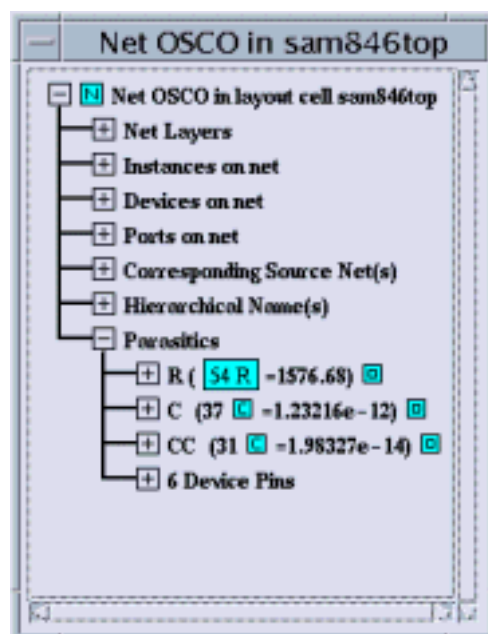 Net OSCO in sam846top
N Net OSCO in layout cell sam846top
Net Layers
Instances on net
Devices on net
Ports on net
Corresponding Source Net(s)
Hierarchical Name(s)
Parasitics
R ( 54 R =1576.68)
C (37 C =1.23216e-12)
CC (31 C =1.98327e-14)
6 Device Pins